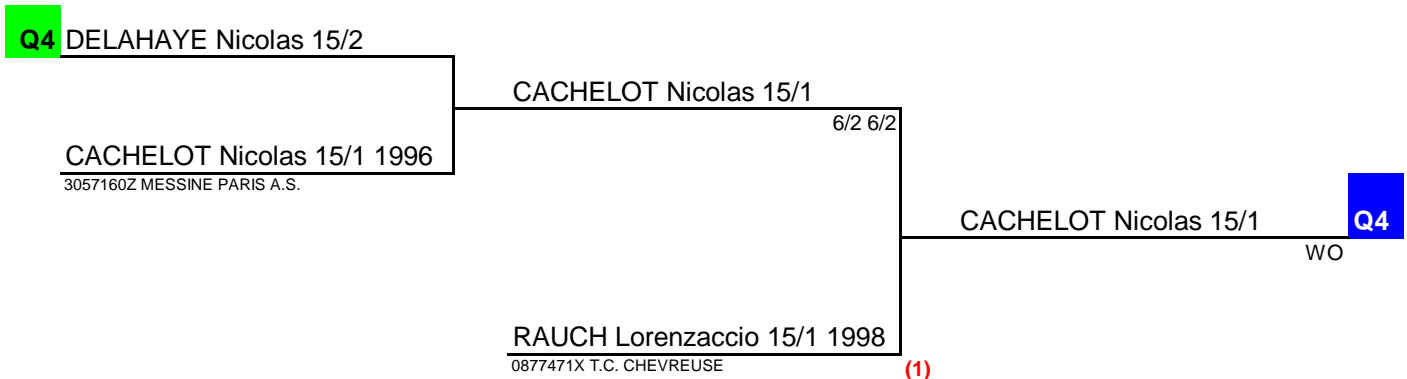 Q4 DELAHAYE Nicolas 15/2
CACHELOT Nicolas 15/1
6/2 6/2
CACHELOT Nicolas 15/1 1996
3057160Z MESSINE PARIS A.S.
CACHELOT Nicolas 15/1 Q4
WO
RAUCH Lorenzaccio 15/1 1998
0877471X T.C. CHEVREUSE
(1)